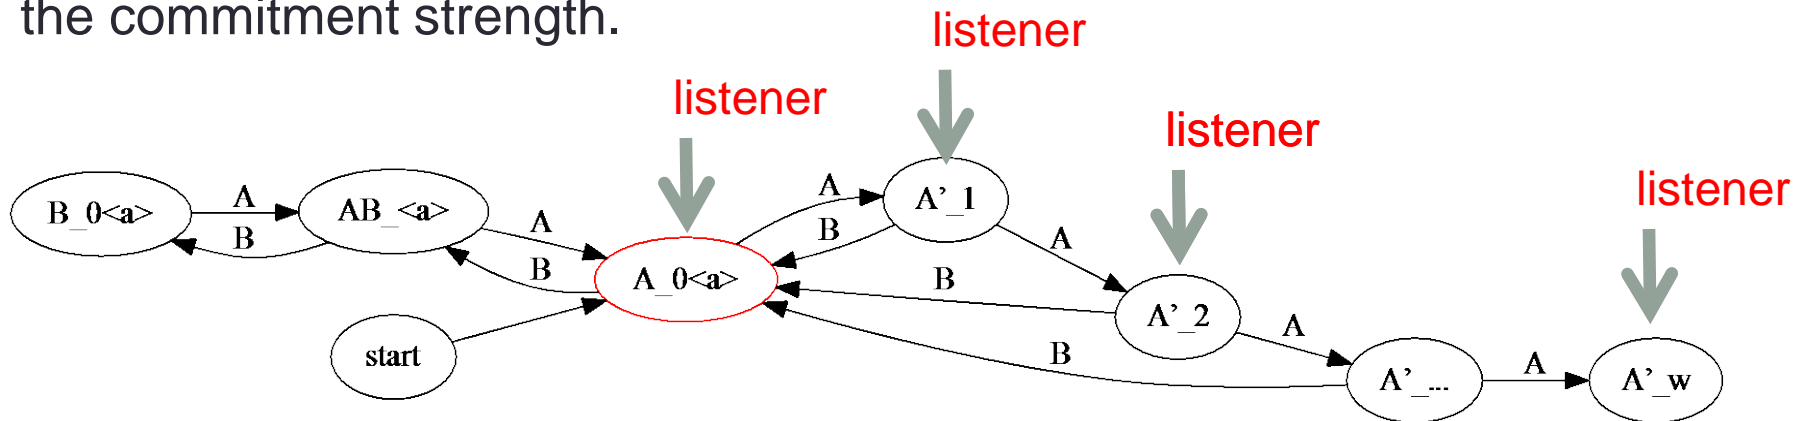 the commitment strength.
listener
listener
listener
listener
B_0<a>
A
B
AB_<a>
A
B
A_0<a>
start
A
B
A’_1
A
B
A’_2
A
B
A’_...
A
A’_w